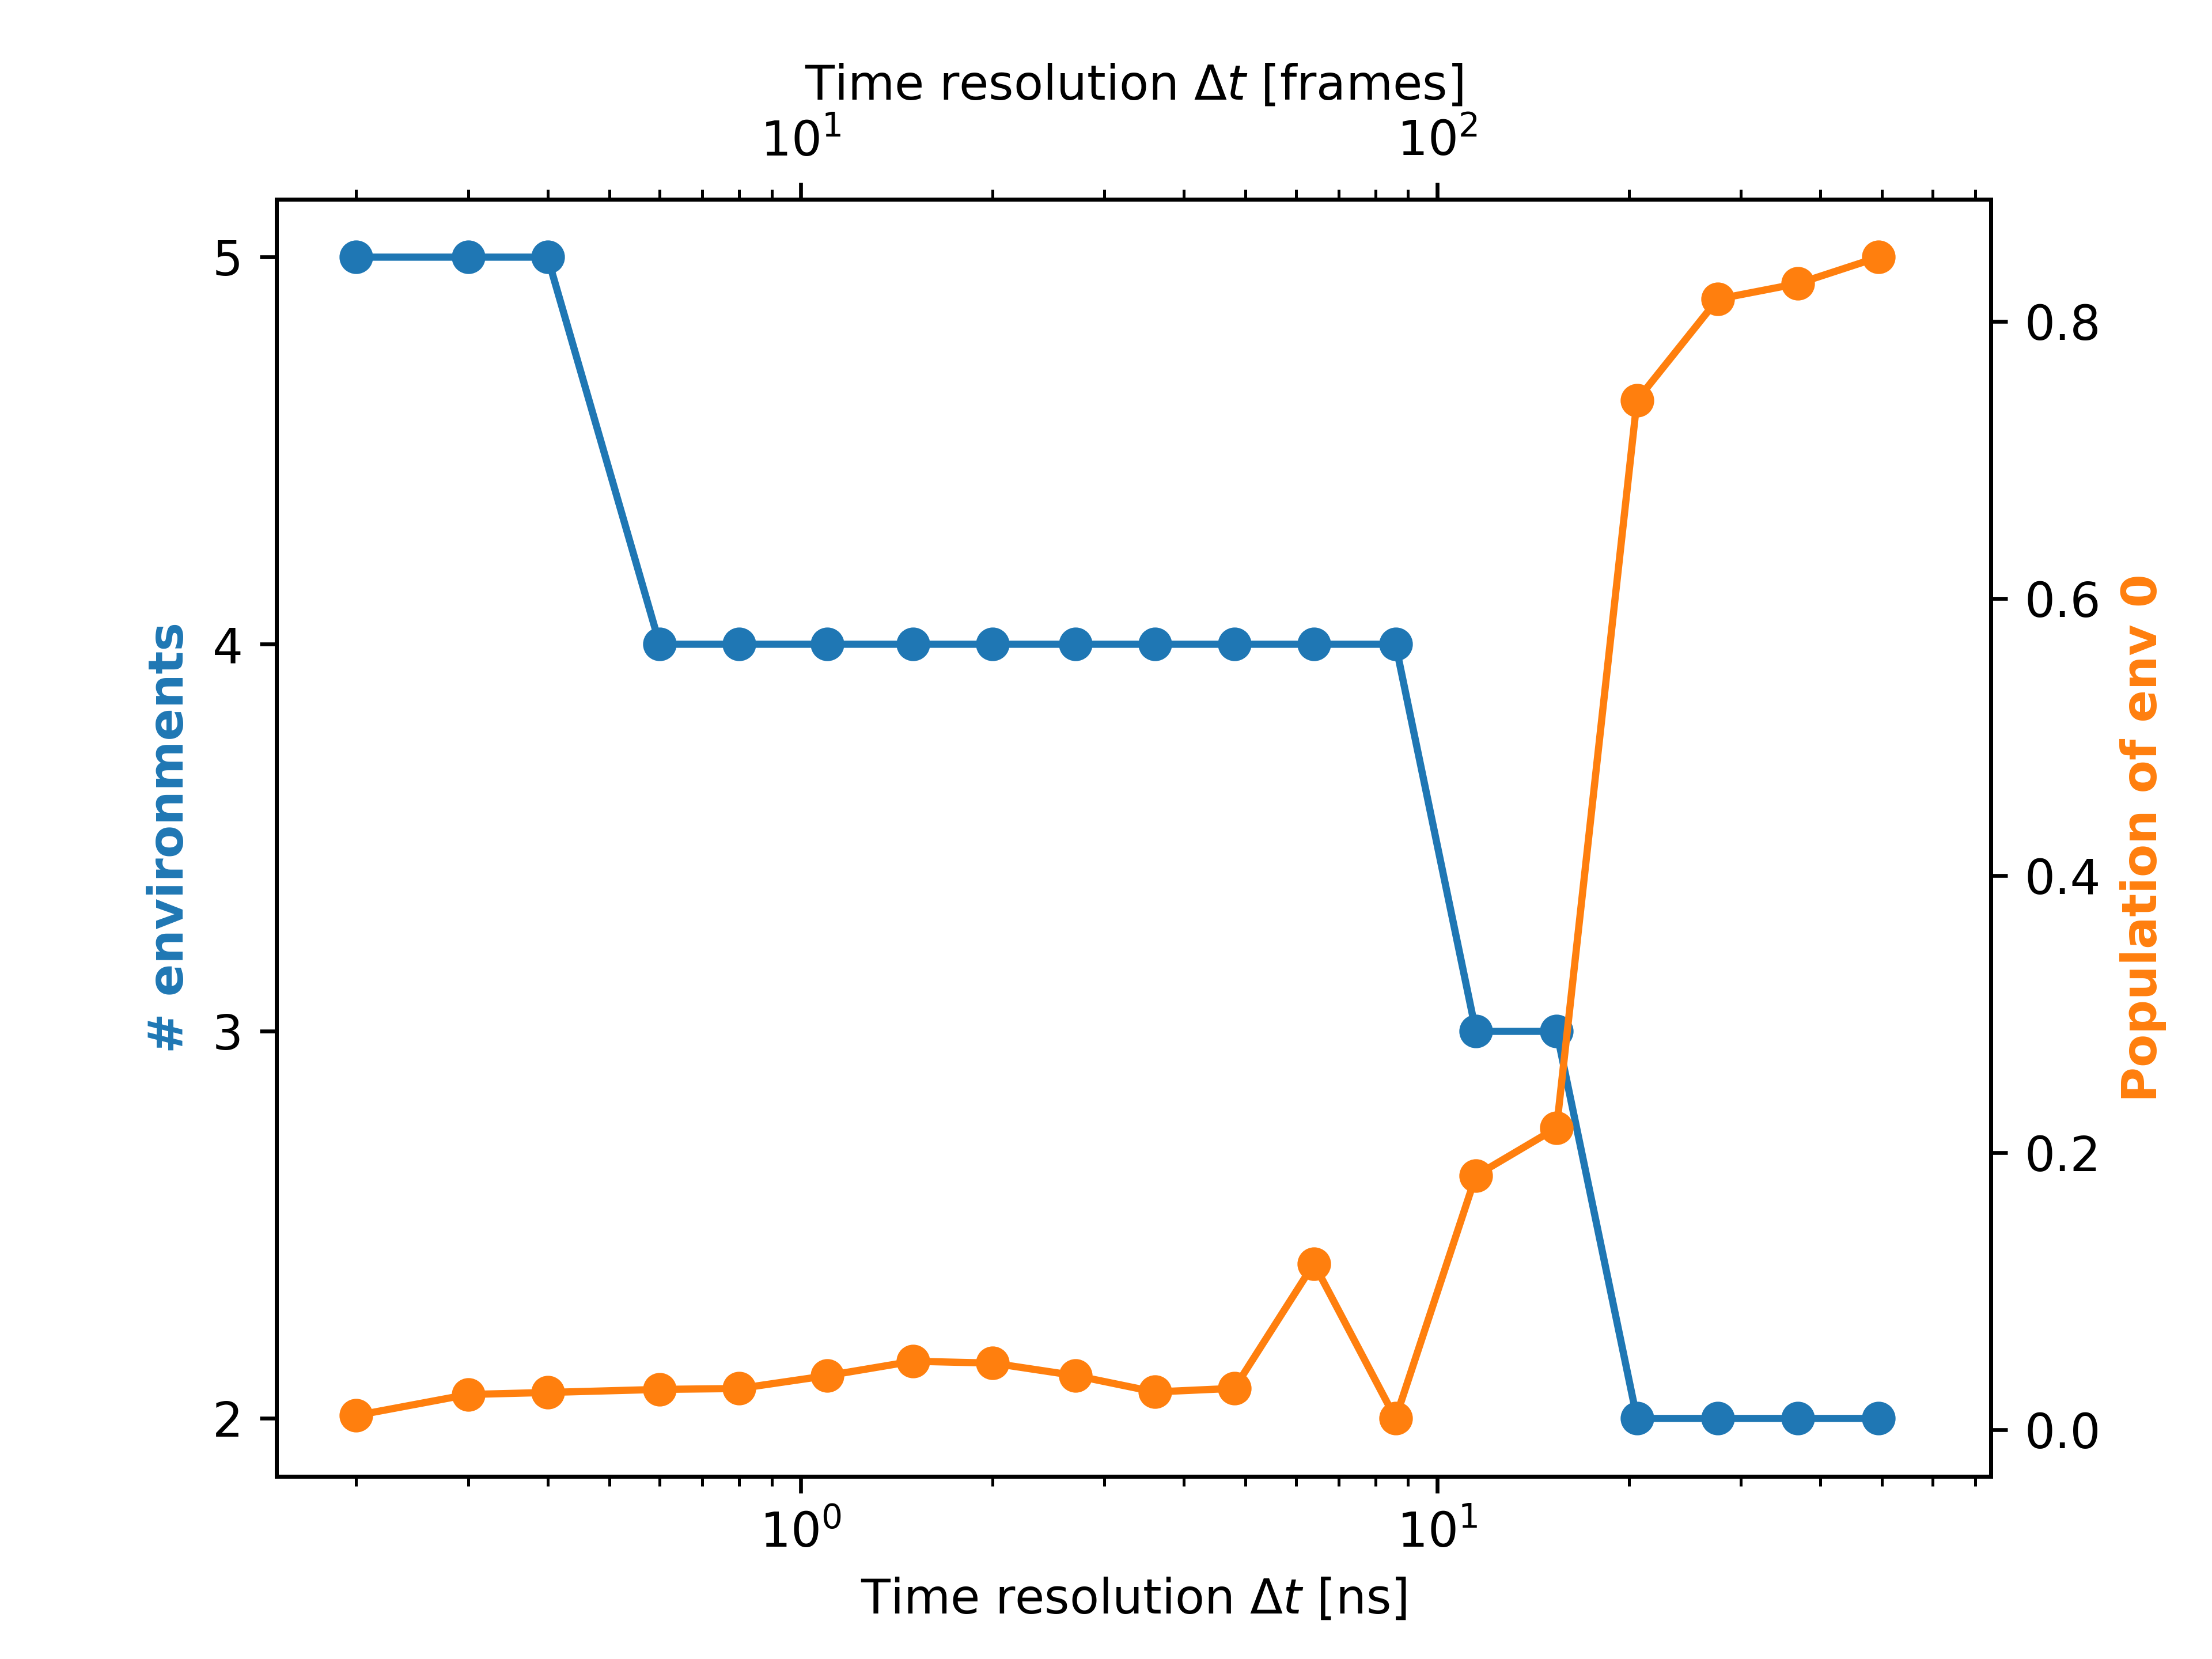 Time resolution Δt [frames]
10¹ 10²
5
4
3
2
# environments
0.8
0.6
0.4
0.2
0.0
Population of env 0
10⁰ 10¹
Time resolution Δt [ns]